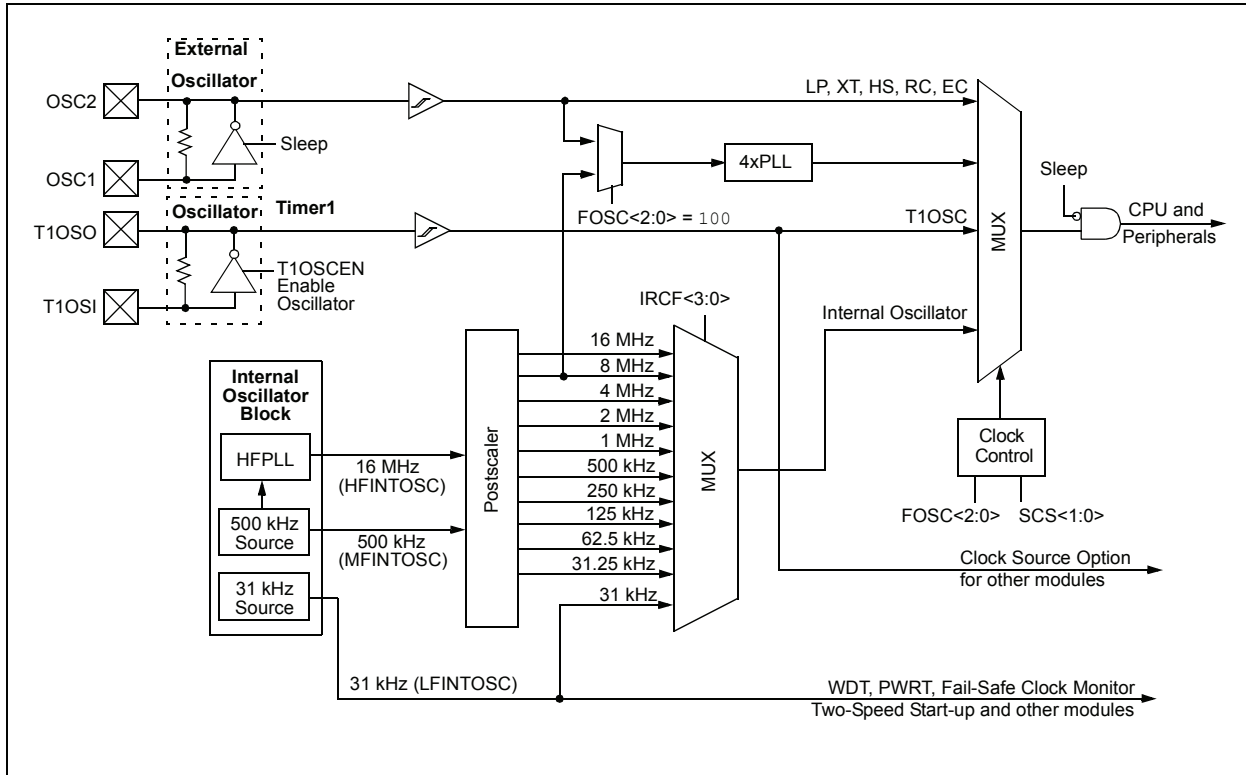 External
Oscillator
OSC2
Sleep
OSC1
LP, XT, HS, RC, EC
4xPLL
FOSC<2:0> = 100
Sleep
CPU and
Peripherals
MUX
Oscillator
Timer1
T1OSO
T1OSCEN
Enable
Oscillator
T1OSI
T1OSC
IRCF<3:0>
Internal Oscillator
Internal
Oscillator
Block
HFPLL
500 kHz
Source
31 kHz
Source
16 MHz
(HFINTOSC)
500 kHz
(MFINTOSC)
Postscaler
16 MHz
8 MHz
4 MHz
2 MHz
1 MHz
500 kHz
250 kHz
125 kHz
62.5 kHz
31.25 kHz
31 kHz
MUX
Clock
Control
FOSC<2:0>
SCS<1:0>
Clock Source Option
for other modules
31 kHz (LFINTOSC)
WDT, PWRT, Fail-Safe Clock Monitor
Two-Speed Start-up and other modules